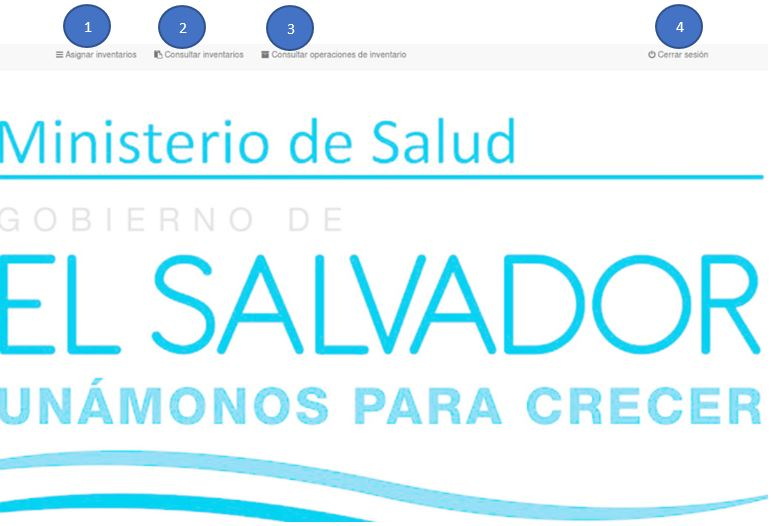 1 2 3 4
Asignar inventarios Consultar inventarios Consultar operaciones de inventario Cerrar sesión
Ministerio de Salud
GOBIERNO DE
EL SALVADOR
UNÁMONOS PARA CRECER